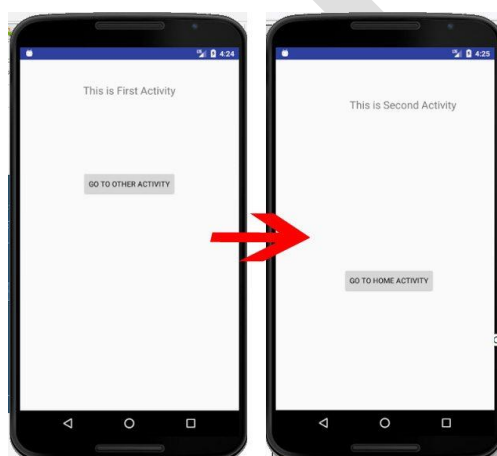 4:24
This is First Activity
GO TO OTHER ACTIVITY
4:25
This is Second Activity
GO TO HOME ACTIVITY